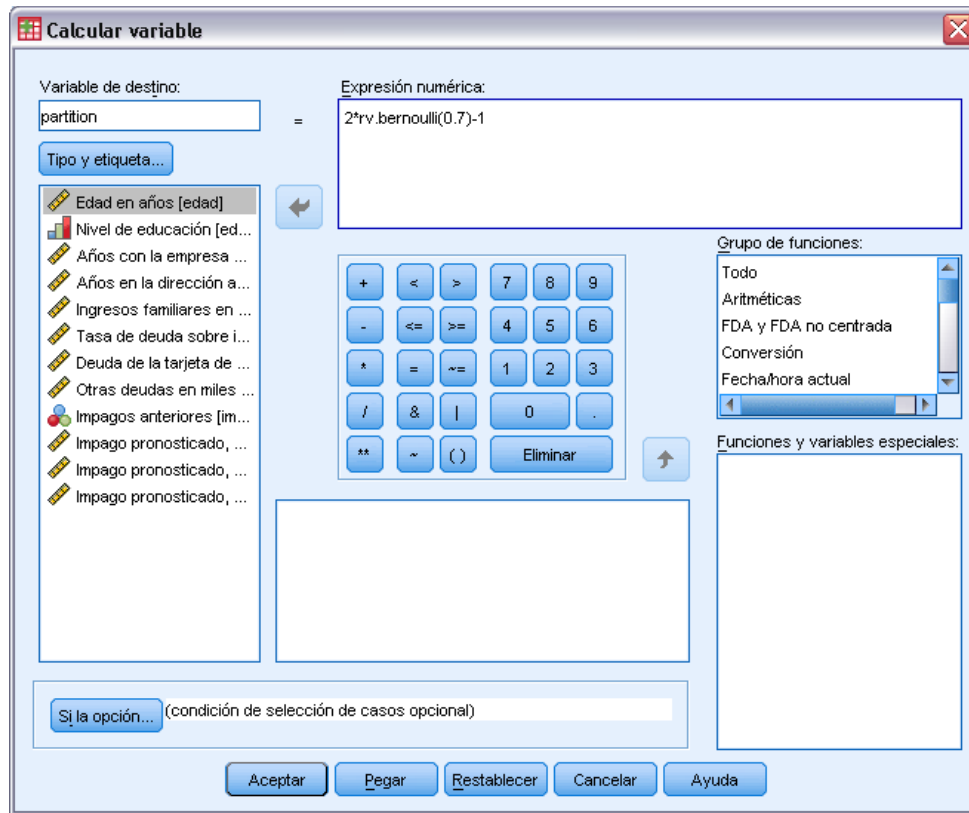 Calcular variable
Variable de destino:
partition
=
Expresión numérica:
2*rv.bernoulli(0.7)-1
Tipo y etiqueta...
Edad en años [edad]
Nivel de educación [ed...
Años con la empresa ...
Años en la dirección a...
Ingresos familiares en ...
Tasa de deuda sobre i...
Deuda de la tarjeta de ...
Otras deudas en miles ...
Impagos anteriores [im...
Impago pronosticado, ...
Impago pronosticado, ...
Impago pronosticado, ...
+ < > 7 8 9
- <= >= 4 5 6
* = ~= 1 2 3
/ & | 0 .
** ~ ( ) Eliminar
Grupo de funciones:
Todo
Aritméticas
FDA y FDA no centrada
Conversión
Fecha/hora actual
Funciones y variables especiales:
Si la opción... (condición de selección de casos opcional)
Aceptar Pegar Restablecer Cancelar Ayuda